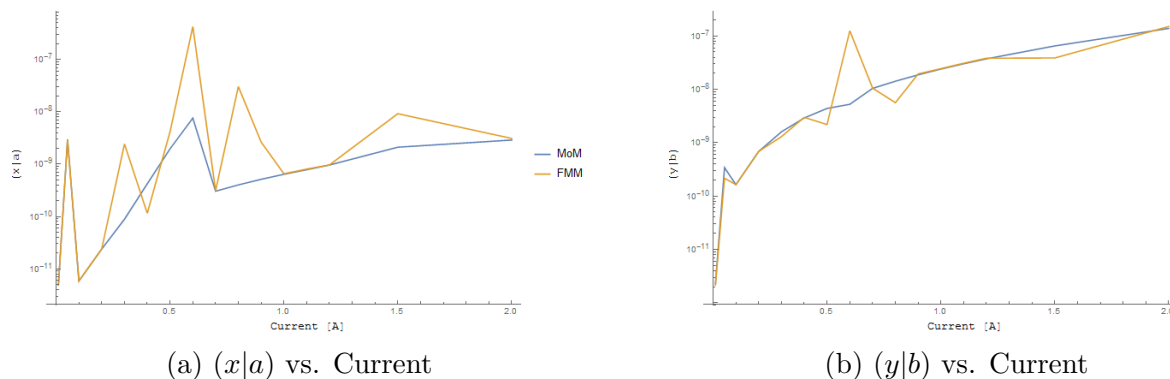 10^-7
10^-8
10^-9
10^-10
10^-11
(x|a)
0.5
1.0
1.5
2.0
Current [A]
MoM
FMM
(a) (x|a) vs. Current
10^-7
10^-8
10^-9
10^-10
10^-11
(y|b)
0.5
1.0
1.5
2.0
Current [A]
(b) (y|b) vs. Current